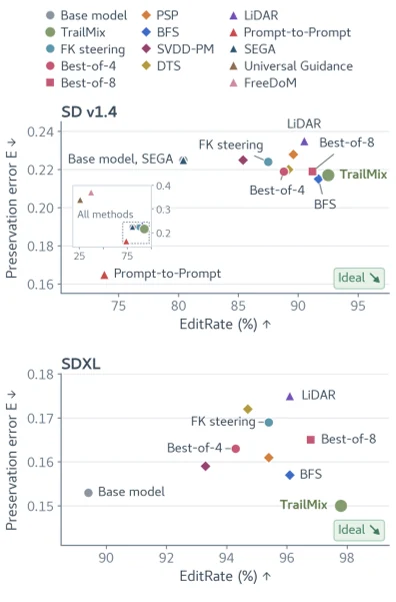 Base model
PSP
LiDAR
TrailMix
BFS
Prompt-to-Prompt
FK steering
SVDD-PM
SEGA
Best-of-4
DTS
Universal Guidance
Best-of-8
FreeDoM
SD v1.4
Preservation error E ↓
0.24
0.22
0.20
0.18
0.16
LiDAR
FK steering
Best-of-8
Base model, SEGA
TrailMix
Best-of-4
BFS
All methods
0.4
0.3
0.2
25
75
Prompt-to-Prompt
Ideal ↘
75
80
85
90
95
EditRate (%) ↑
SDXL
Preservation error E ↓
0.18
0.17
0.16
0.15
LiDAR
FK steering
Best-of-8
Best-of-4
BFS
Base model
TrailMix
Ideal ↘
90
92
94
96
98
EditRate (%) ↑